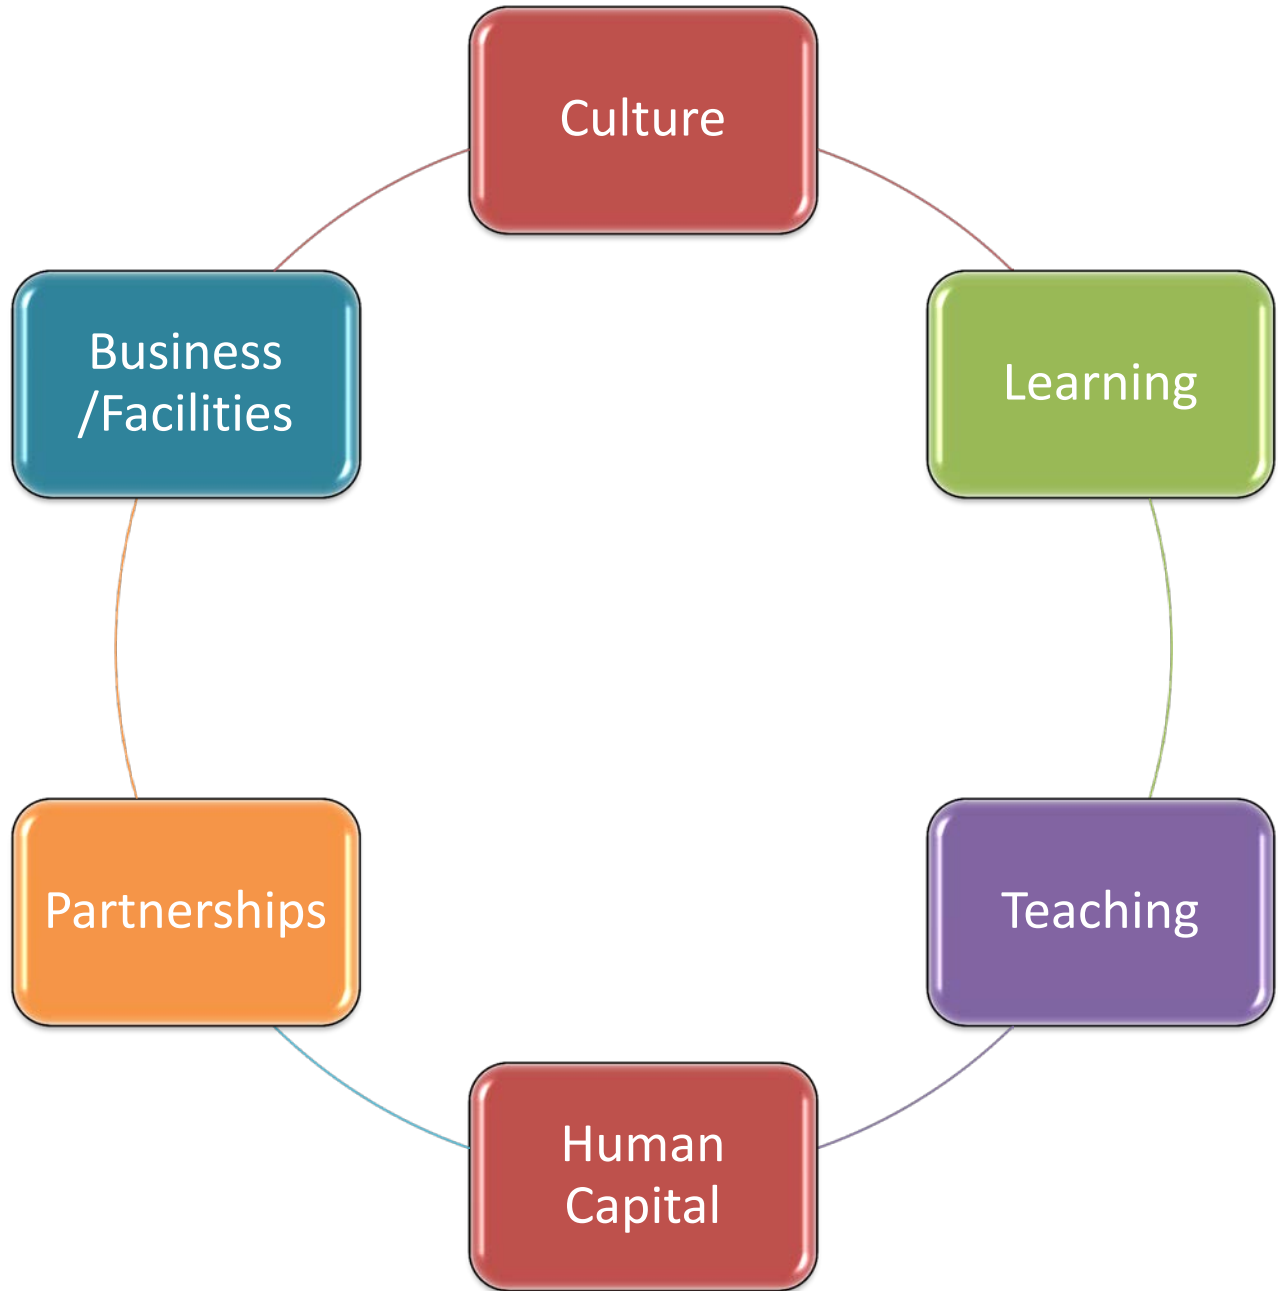 Culture
Learning
Teaching
Human
Capital
Partnerships
Business
/Facilities